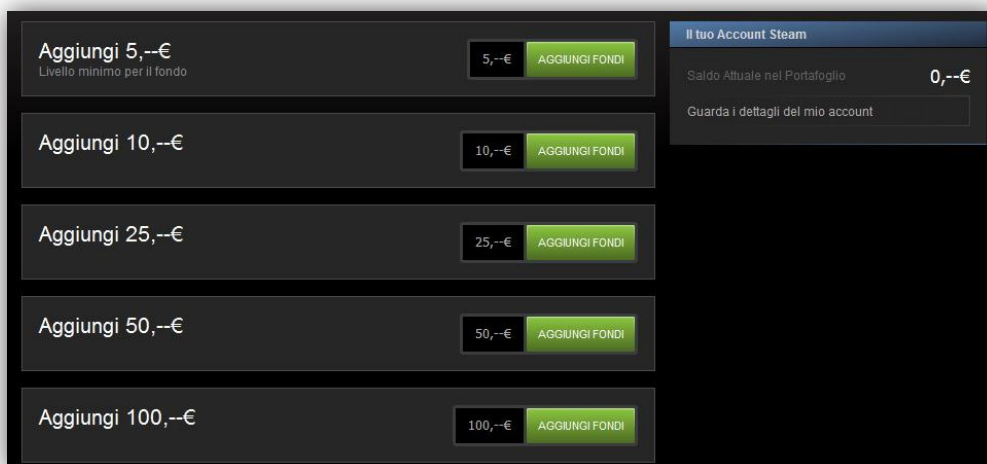 Aggiungi 5,--€
Livello minimo per il fondo
5,--€ AGGIUNGI FONDI
Aggiungi 10,--€
10,--€ AGGIUNGI FONDI
Aggiungi 25,--€
25,--€ AGGIUNGI FONDI
Aggiungi 50,--€
50,--€ AGGIUNGI FONDI
Aggiungi 100,--€
100,--€ AGGIUNGI FONDI
Il tuo Account Steam
Saldo Attuale nel Portafoglio 0,--€
Guarda i dettagli del mio account